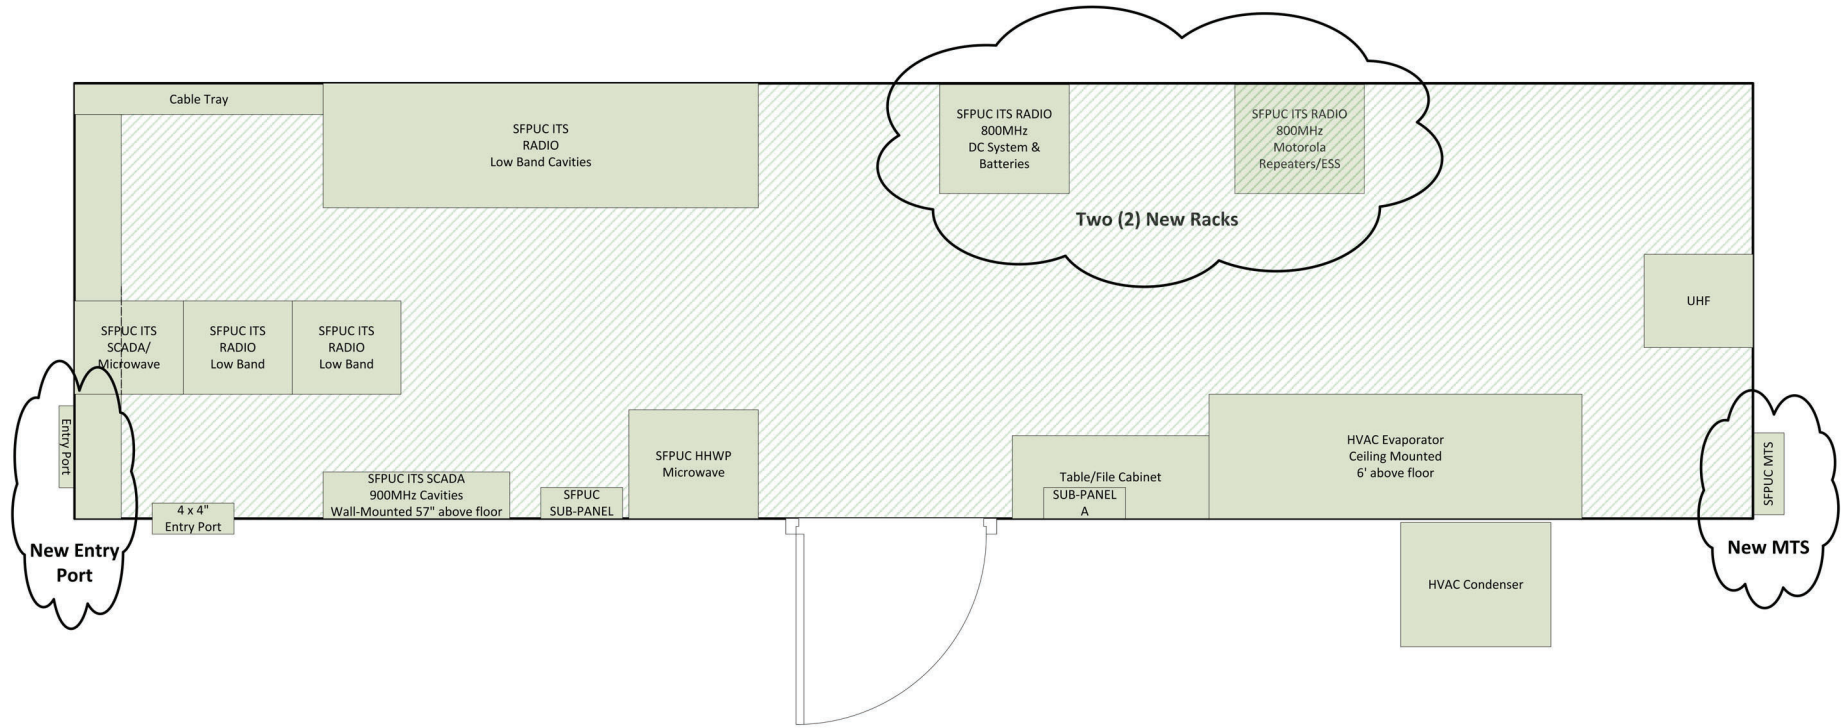 Cable Tray
SFPUC ITS
RADIO
Low Band Cavities
SFPUC ITS RADIO
800MHz
DC System &
Batteries
SFPUC ITS RADIO
800MHz
Motorola
Repeaters/ESS
Two (2) New Racks
UHF
SFPUC ITS
SCADA/
Microwave
SFPUC ITS
RADIO
Low Band
SFPUC ITS
RADIO
Low Band
Entry Port
New Entry
Port
4 x 4"
Entry Port
SFPUC ITS SCADA
900MHz Cavities
Wall-Mounted 57" above floor
SFPUC
SUB-PANEL
SFPUC HHWP
Microwave
Table/File Cabinet
SUB-PANEL
A
HVAC Evaporator
Ceiling Mounted
6' above floor
SFPUC MTS
New MTS
HVAC Condenser